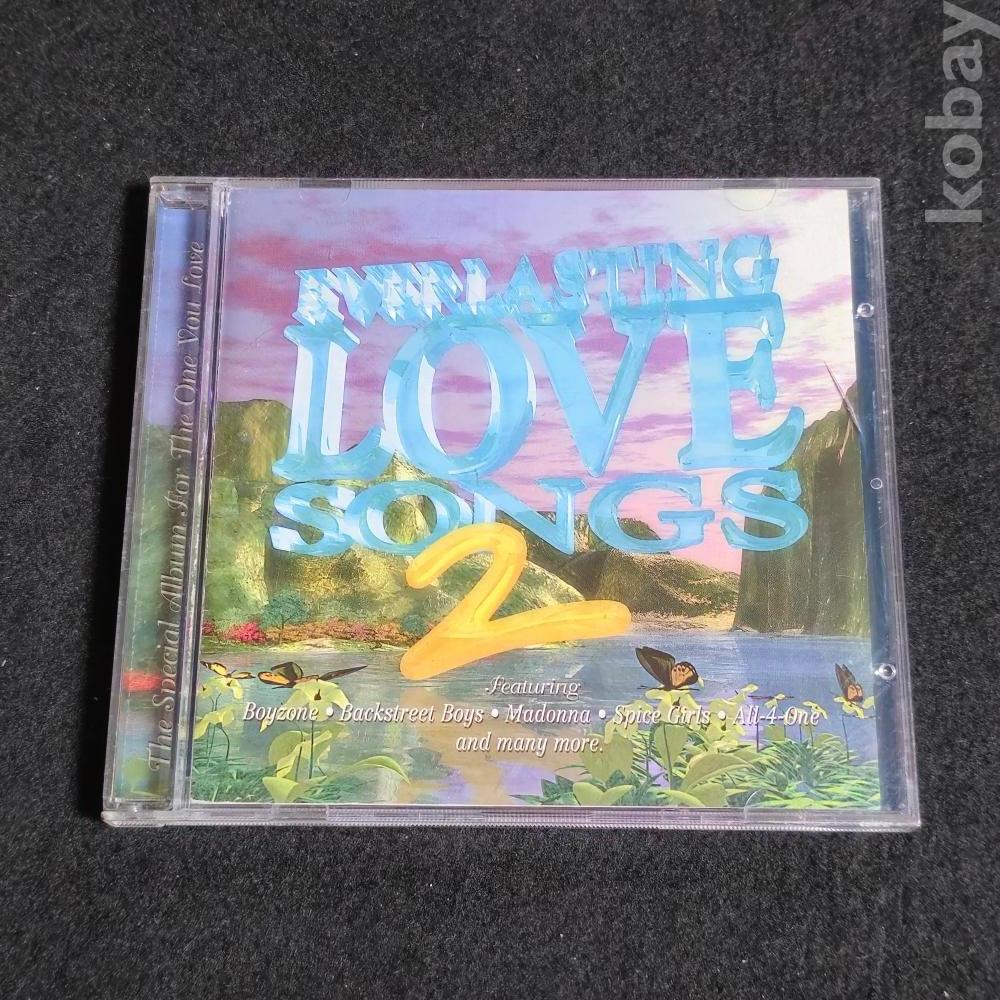 kobay
The Special Album For The One You Love
EVERLASTING
LOVE
SONGS
2
Featuring
Boyzone • Backstreet Boys • Madonna • Spice Girls • All-4-One
and many more.